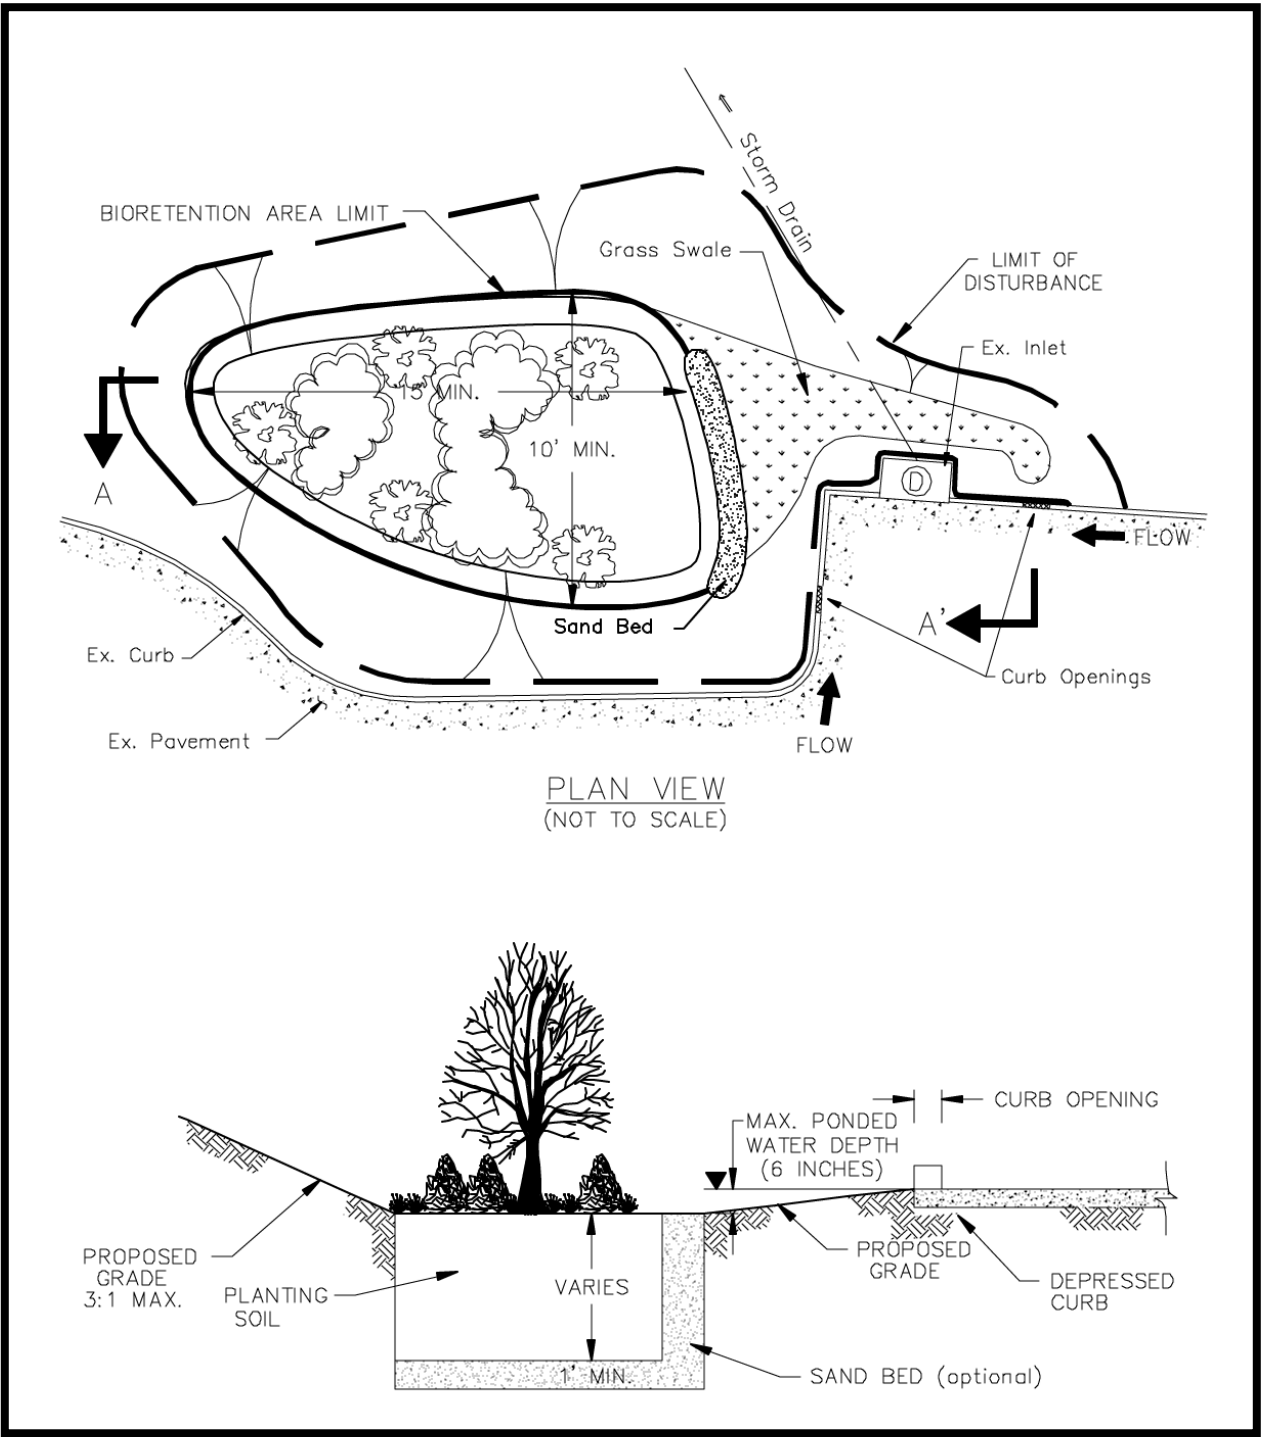 Storm Drain
BIORETENTION AREA LIMIT
Grass Swale
LIMIT OF
DISTURBANCE
Ex. Inlet
15' MIN.
10' MIN.
A
D
FLOW
Sand Bed
A'
Ex. Curb
Curb Openings
Ex. Pavement
FLOW
PLAN VIEW
(NOT TO SCALE)
CURB OPENING
MAX. PONDED
WATER DEPTH
(6 INCHES)
PROPOSED
GRADE
3:1 MAX.
PLANTING
SOIL
VARIES
PROPOSED
GRADE
DEPRESSED
CURB
1' MIN.
SAND BED (optional)